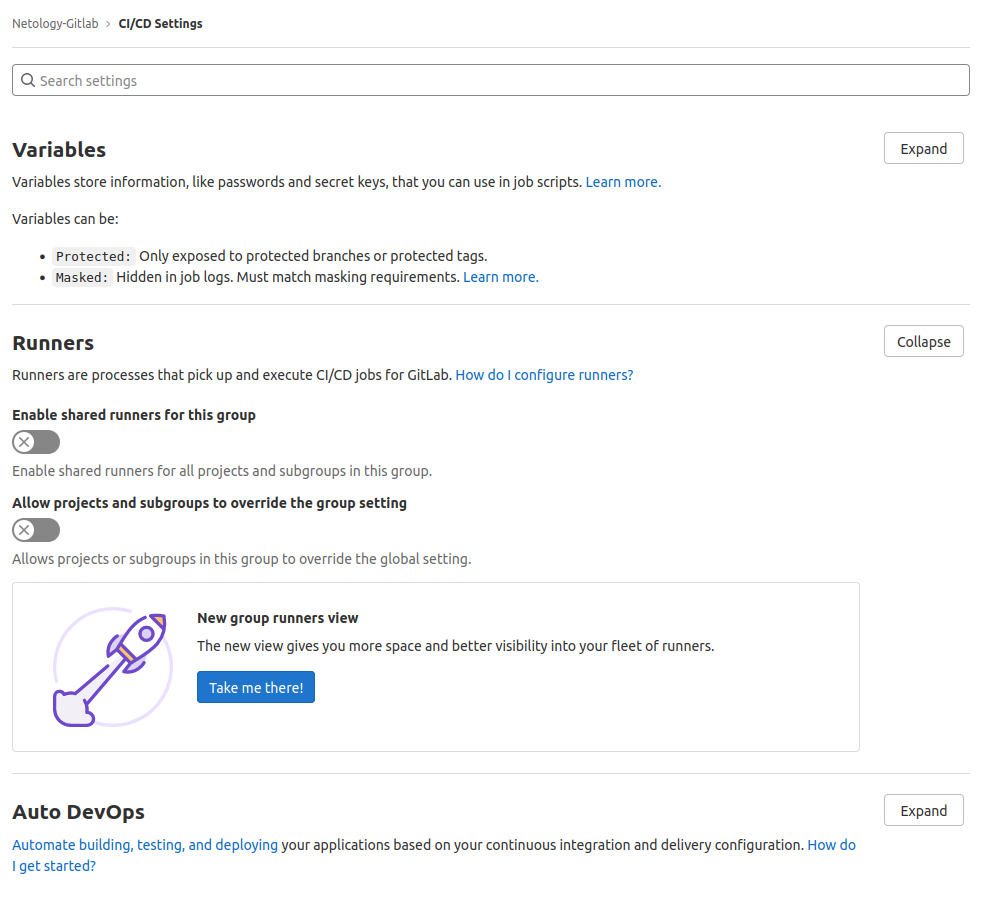 Netology-Gitlab › CI/CD Settings
Search settings
Variables
Expand
Variables store information, like passwords and secret keys, that you can use in job scripts. Learn more.
Variables can be:
• Protected: Only exposed to protected branches or protected tags.
• Masked: Hidden in job logs. Must match masking requirements. Learn more.
Runners
Collapse
Runners are processes that pick up and execute CI/CD jobs for GitLab. How do I configure runners?
Enable shared runners for this group
Enable shared runners for all projects and subgroups in this group.
Allow projects and subgroups to override the group setting
Allows projects or subgroups in this group to override the global setting.
New group runners view
The new view gives you more space and better visibility into your fleet of runners.
Take me there!
Auto DevOps
Expand
Automate building, testing, and deploying your applications based on your continuous integration and delivery configuration. How do
I get started?